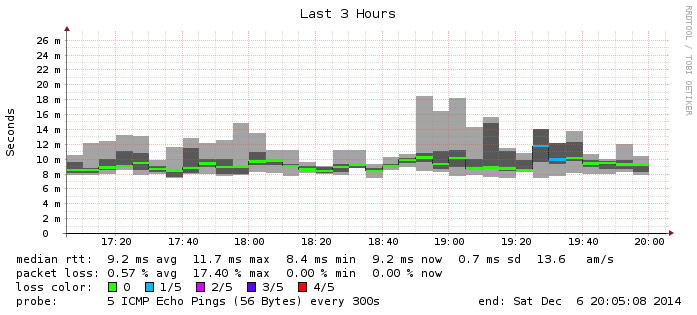 Last 3 Hours
RRDTOOL / TOBI OETIKER
Seconds
26 m
24 m
22 m
20 m
18 m
16 m
14 m
12 m
10 m
8 m
6 m
4 m
2 m
0
17:20 17:40 18:00 18:20 18:40 19:00 19:20 19:40 20:00
median rtt: 9.2 ms avg 11.7 ms max 8.4 ms min 9.2 ms now 0.7 ms sd 13.6 am/s
packet loss: 0.57 % avg 17.40 % max 0.00 % min 0.00 % now
loss color: 0 1/5 2/5 3/5 4/5
probe: 5 ICMP Echo Pings (56 Bytes) every 300s end: Sat Dec 6 20:05:08 2014